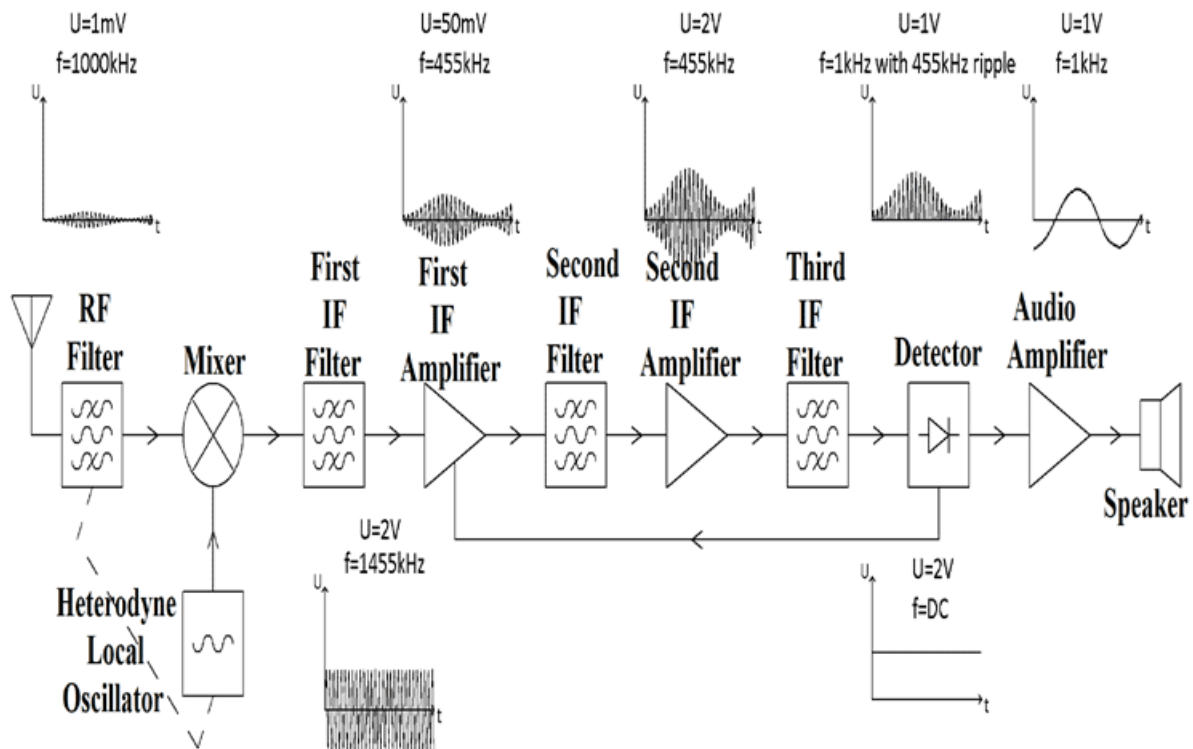 U=1mV
f=1000kHz
U
t
U=50mV
f=455kHz
U
t
U=2V
f=455kHz
U
t
U=1V
f=1kHz with 455kHz ripple
U
t
U=1V
f=1kHz
U
t
RF
Filter
Mixer
First
IF
Filter
First
IF
Amplifier
Second
IF
Filter
Second
IF
Amplifier
Third
IF
Filter
Detector
Audio
Amplifier
Speaker
Heterodyne
Local
Oscillator
U=2V
f=1455kHz
U
t
U=2V
f=DC
U
t